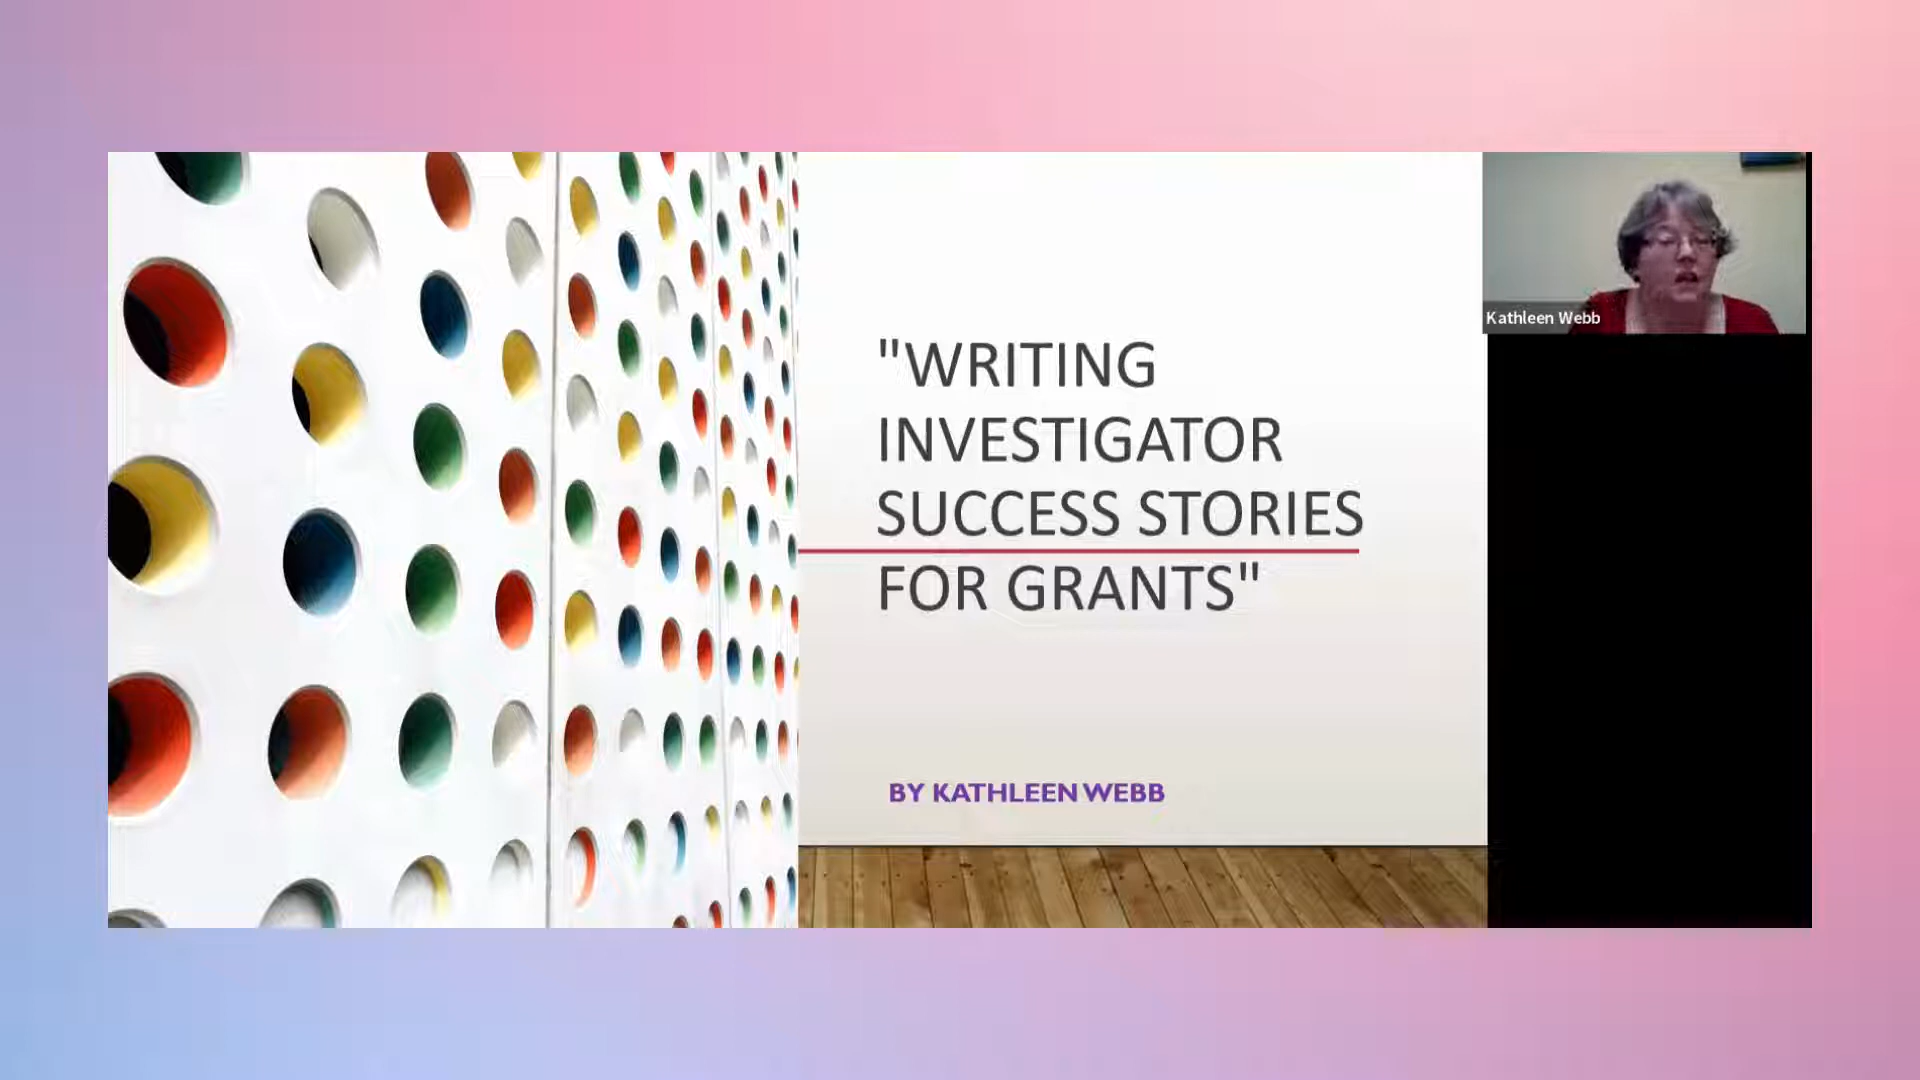 "WRITING
INVESTIGATOR
SUCCESS STORIES
FOR GRANTS"
BY KATHLEEN WEBB
Kathleen Webb